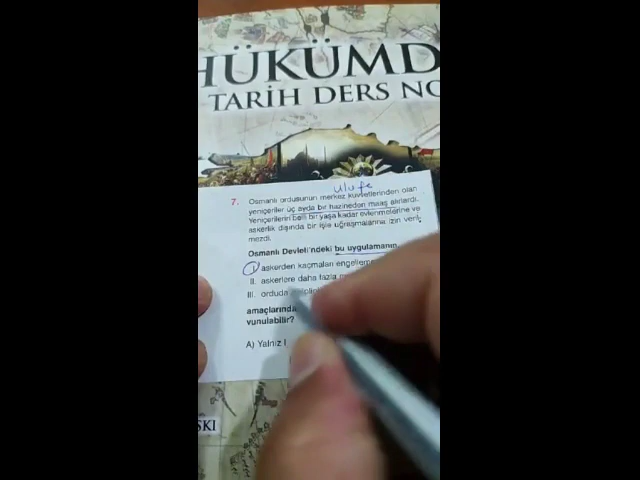 HÜKÜMD
TARİH DERS NO
ulufe
7. Osmanlı ordusunun merkez kuvvetlerinden olan
yeniçeriler üç ayda bir hazineden maaş alırlardı.
Yeniçerilerin belli bir yaşa kadar evlenmelerine ve
askerlik dışında bir işle uğraşmalarına izin veril-
mezdi.
Osmanlı Devleti'ndeki bu uygulamanın,
I. askerden kaçmaları engelleme
II. askerlere daha fazla
III. orduda
amaçlarından
vunulabilir?
A) Yalnız I
SKI